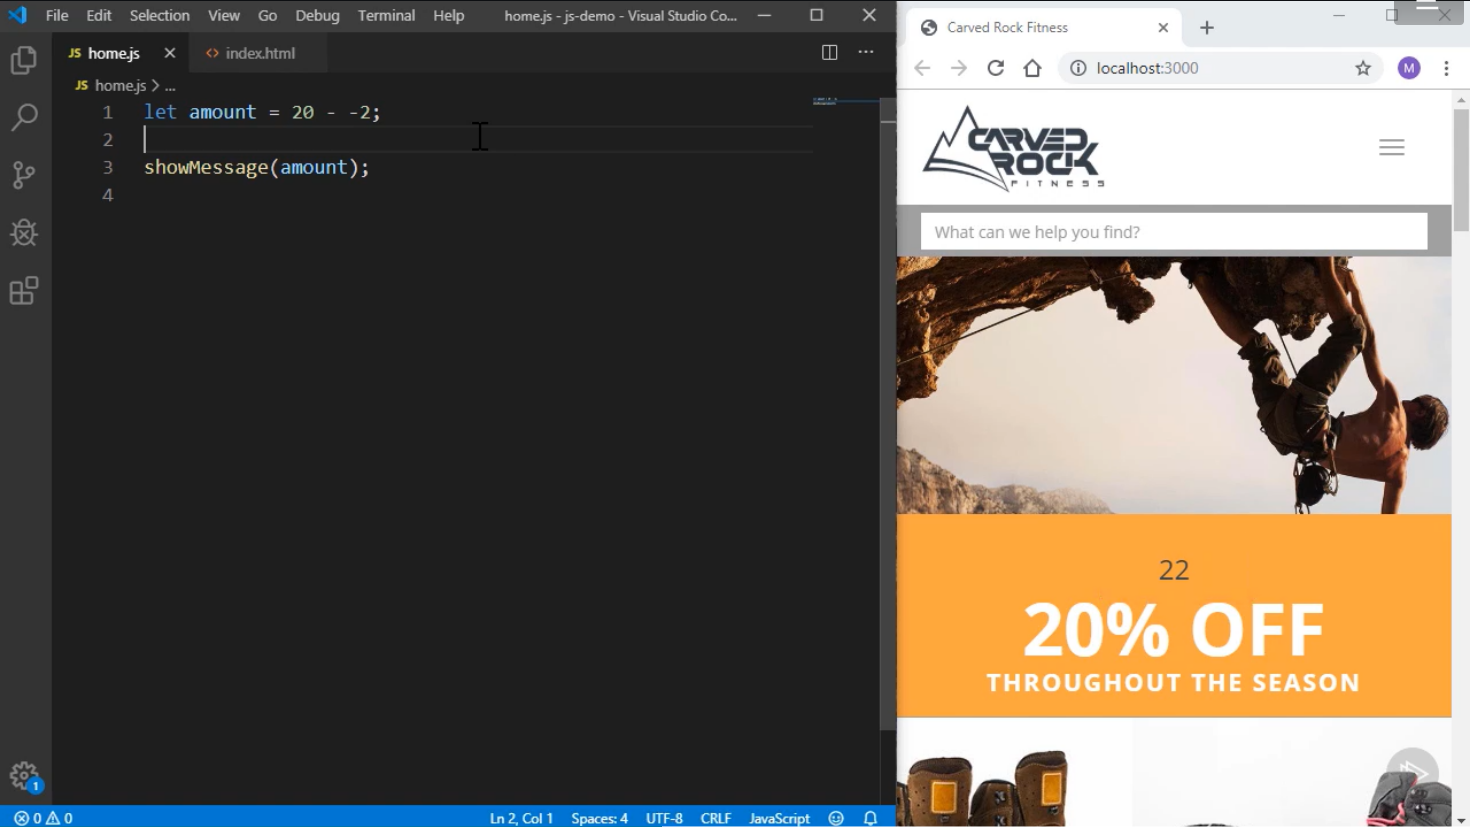 File Edit Selection View Go Debug Terminal Help home.js - js-demo - Visual Studio Co...
JS home.js index.html
JS home.js > ...
1 let amount = 20 - -2;
2
3 showMessage(amount);
4
1
0 0 Ln 2, Col 1 Spaces: 4 UTF-8 CRLF JavaScript
Carved Rock Fitness
localhost:3000 M
CARVED
ROCK
FITNESS
What can we help you find?
22
20% OFF
THROUGHOUT THE SEASON